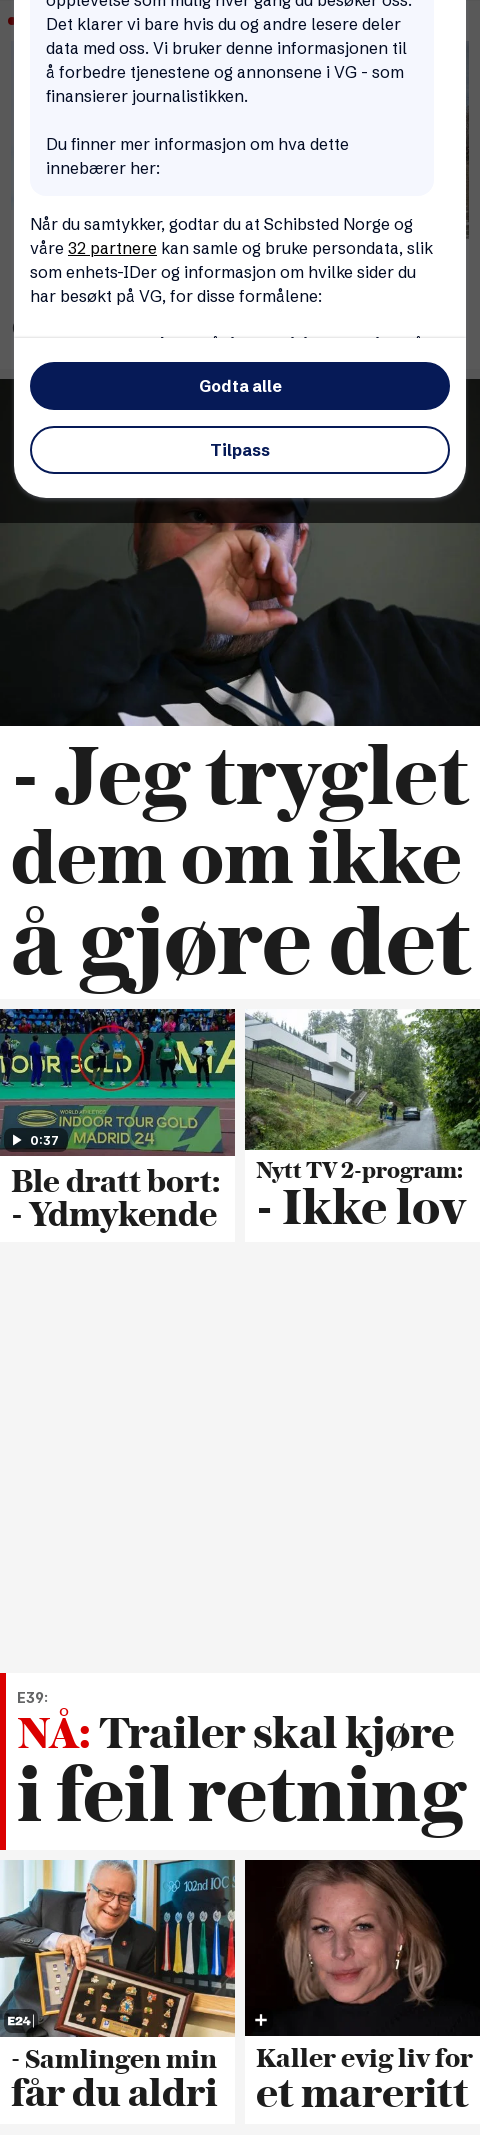 opplevelse som mulig hver gang du besøker oss.
Det klarer vi bare hvis du og andre lesere deler
data med oss. Vi bruker denne informasjonen til
å forbedre tjenestene og annonsene i VG - som
finansierer journalistikken.
Du finner mer informasjon om hva dette
innebærer her:
Når du samtykker, godtar du at Schibsted Norge og
våre 32 partnere kan samle og bruke persondata, slik
som enhets-IDer og informasjon om hvilke sider du
har besøkt på VG, for disse formålene:
Godta alle
Tilpass
- Jeg tryglet
dem om ikke
å gjøre det
TOUR GOLD MA
WORLD ATHLETICS
INDOOR TOUR GOLD
MADRID 24
0:37
Ble dratt bort:
- Ydmykende
Nytt TV 2-program:
- Ikke lov
E39:
NÅ: Trailer skal kjøre
i feil retning
102nd IOC S
E24
- Samlingen min
får du aldri
Kaller evig liv for
et mareritt